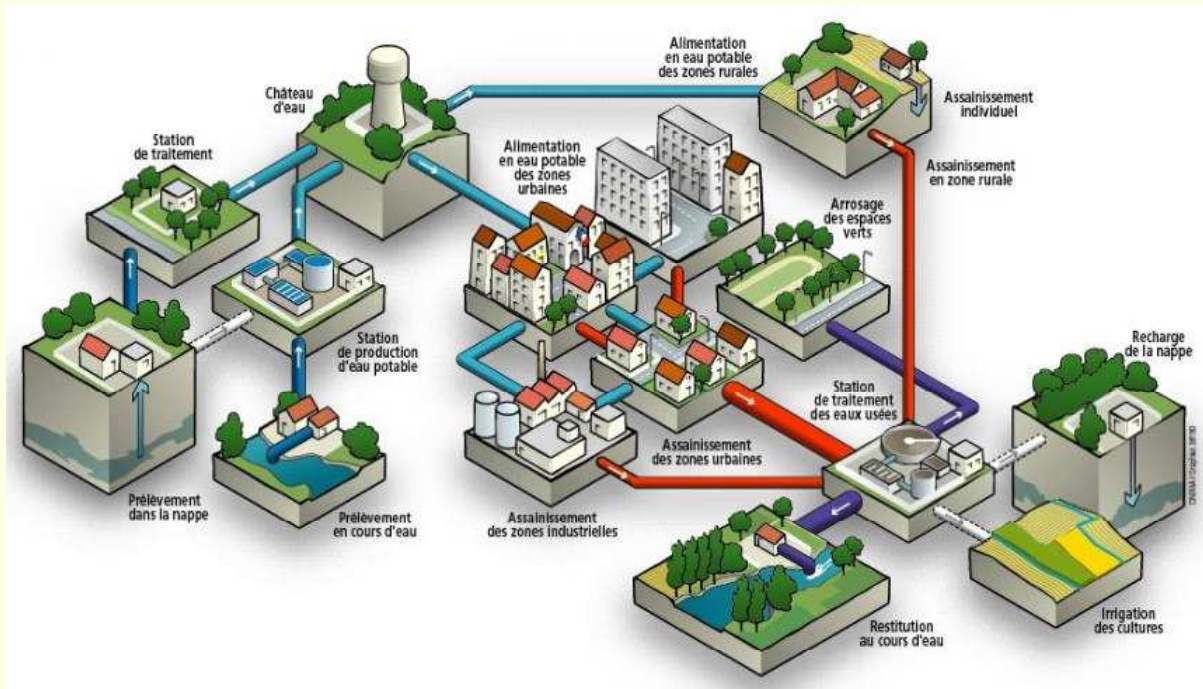 Alimentation
en eau potable
des zones rurales
Château
d'eau
Assainissement
individuel
Station
de traitement
Alimentation
en eau potable
des zones
urbaines
Assainissement
en zone rurale
Arrosage
des espaces
verts
Station
de production
d'eau potable
Recharge
de la nappe
Station
de traitement
des eaux usées
Assainissement
des zones urbaines
Prélèvement
dans la nappe
Prélèvement
en cours d'eau
Assainissement
des zones industrielles
Restitution
au cours d'eau
Irrigation
des cultures